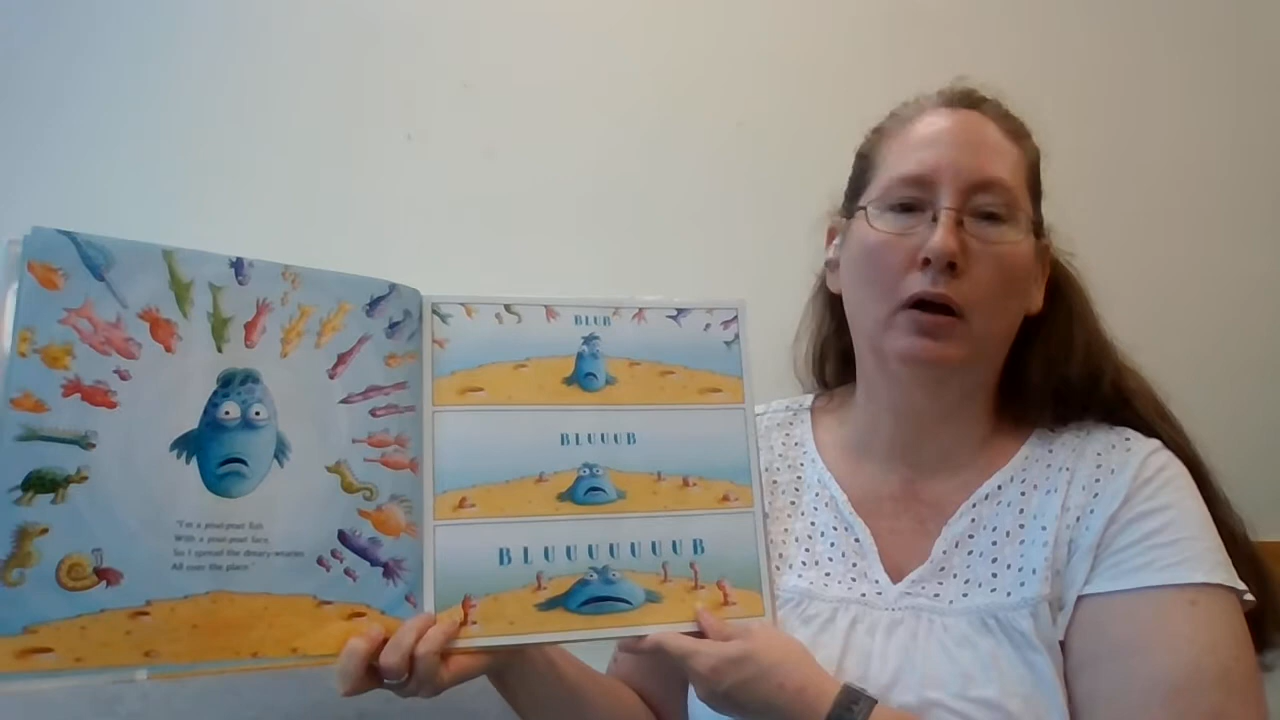 "I'm a pout-pout fish
With a pout-pout face,
So I spread the dreary-wearies
All over the place."
BLUB
BLUUUB
BLUUUUUUUB